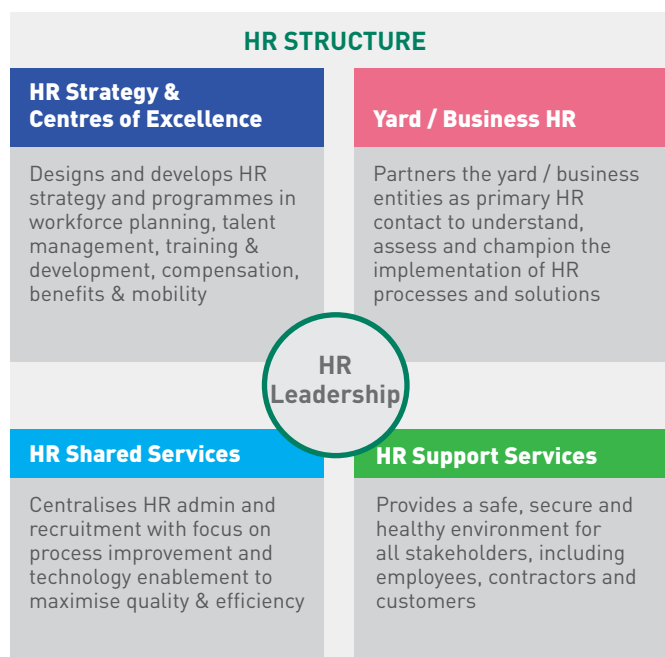 HR STRUCTURE
HR Strategy &
Centres of Excellence
Designs and develops HR
strategy and programmes in
workforce planning, talent
management, training &
development, compensation,
benefits & mobility
Yard / Business HR
Partners the yard / business
entities as primary HR
contact to understand,
assess and champion the
implementation of HR
processes and solutions
HR
Leadership
HR Shared Services
Centralises HR admin and
recruitment with focus on
process improvement and
technology enablement to
maximise quality & efficiency
HR Support Services
Provides a safe, secure and
healthy environment for
all stakeholders, including
employees, contractors and
customers